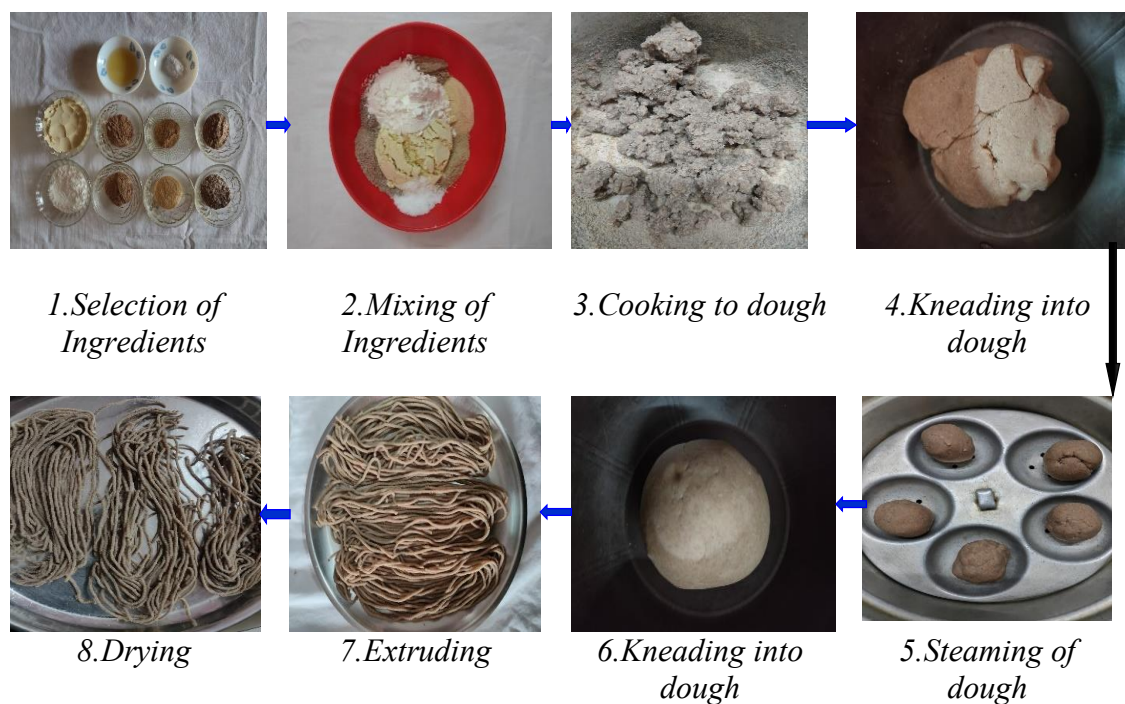 1.Selection of
Ingredients
2.Mixing of
Ingredients
3.Cooking to dough
4.Kneading into
dough
8.Drying
7.Extruding
6.Kneading into
dough
5.Steaming of
dough